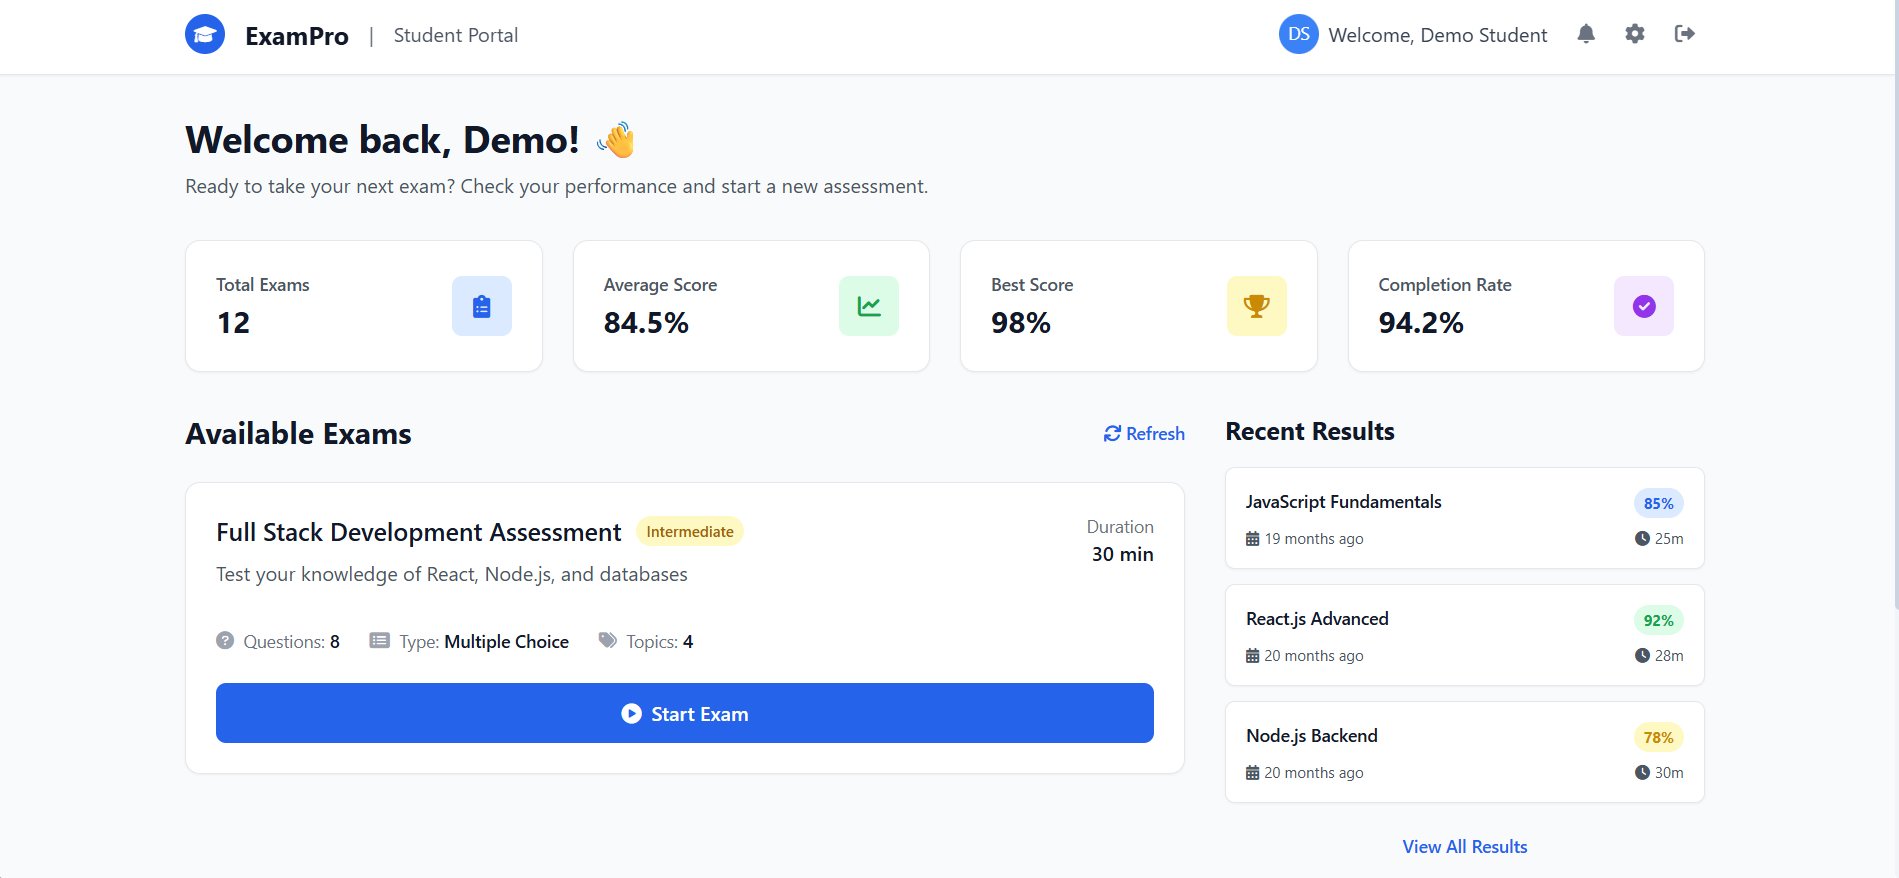 ExamPro | Student Portal
DS Welcome, Demo Student
Welcome back, Demo! 👋
Ready to take your next exam? Check your performance and start a new assessment.
Total Exams
12
Average Score
84.5%
Best Score
98%
Completion Rate
94.2%
Available Exams
Refresh
Full Stack Development Assessment Intermediate
Test your knowledge of React, Node.js, and databases
Duration
30 min
Questions: 8 Type: Multiple Choice Topics: 4
Start Exam
Recent Results
JavaScript Fundamentals 85%
19 months ago 25m
React.js Advanced 92%
20 months ago 28m
Node.js Backend 78%
20 months ago 30m
View All Results